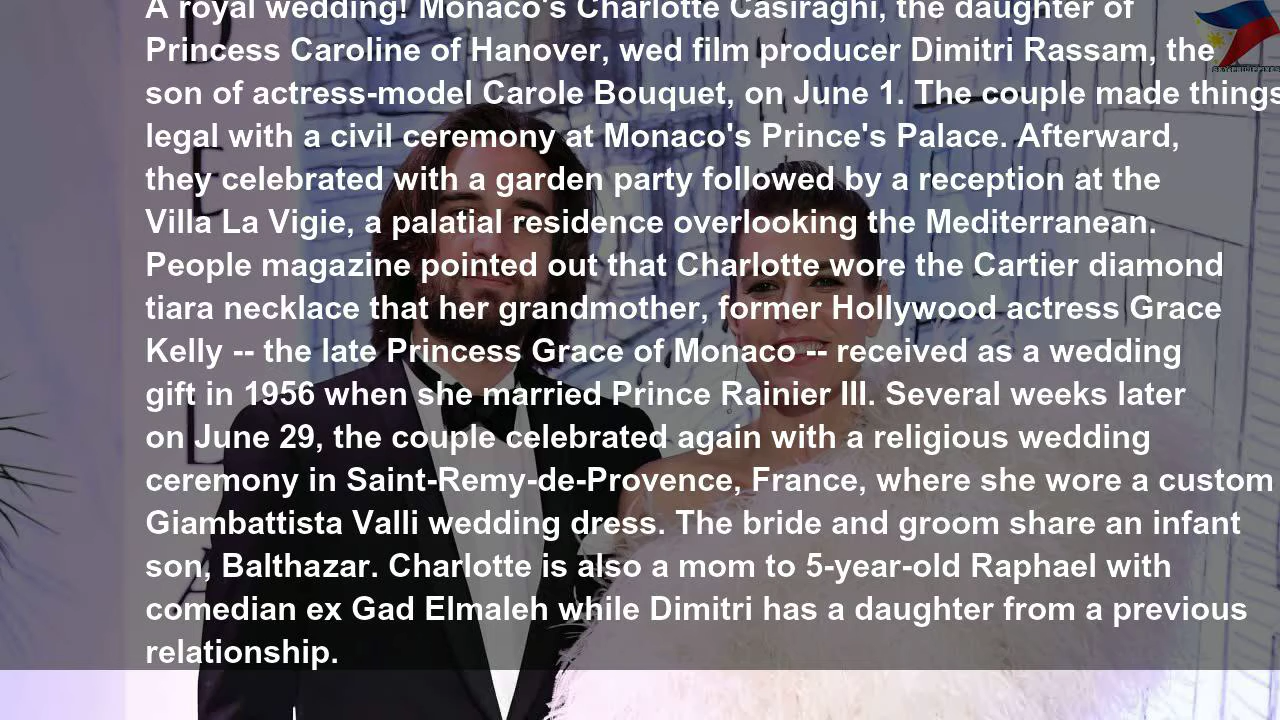 A royal wedding! Monaco's Charlotte Casiraghi, the daughter of
Princess Caroline of Hanover, wed film producer Dimitri Rassam, the
son of actress-model Carole Bouquet, on June 1. The couple made things
legal with a civil ceremony at Monaco's Prince's Palace. Afterward,
they celebrated with a garden party followed by a reception at the
Villa La Vigie, a palatial residence overlooking the Mediterranean.
People magazine pointed out that Charlotte wore the Cartier diamond
tiara necklace that her grandmother, former Hollywood actress Grace
Kelly -- the late Princess Grace of Monaco -- received as a wedding
gift in 1956 when she married Prince Rainier III. Several weeks later
on June 29, the couple celebrated again with a religious wedding
ceremony in Saint-Remy-de-Provence, France, where she wore a custom
Giambattista Valli wedding dress. The bride and groom share an infant
son, Balthazar. Charlotte is also a mom to 5-year-old Raphael with
comedian ex Gad Elmaleh while Dimitri has a daughter from a previous
relationship.